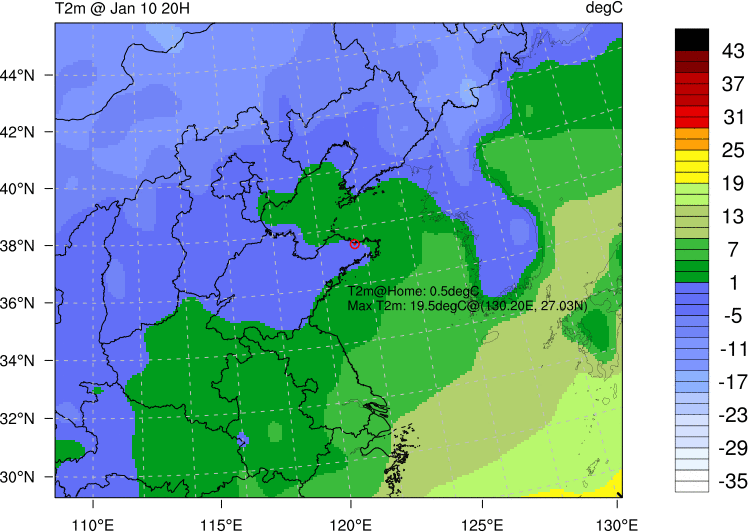 T2m @ Jan 10 20H
degC
44°N
42°N
40°N
38°N
36°N
34°N
32°N
30°N
T2m@Home: 0.5degC
Max T2m: 19.5degC@(130.20E, 27.03N)
110°E
115°E
120°E
125°E
130°E
43
37
31
25
19
13
7
1
-5
-11
-17
-23
-29
-35